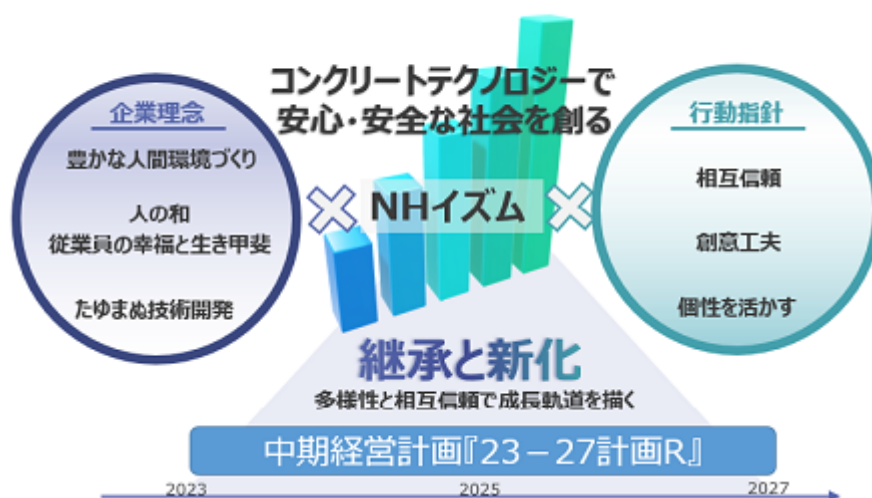 コンクリートテクノロジーで
安心・安全な社会を創る
企業理念
豊かな人間環境づくり
人の和
従業員の幸福と生き甲斐
たゆまぬ技術開発
NHイズム
行動指針
相互信頼
創意工夫
個性を活かす
継承と新化
多様性と相互信頼で成長軌道を描く
中期経営計画『23－27計画R』
2023
2025
2027